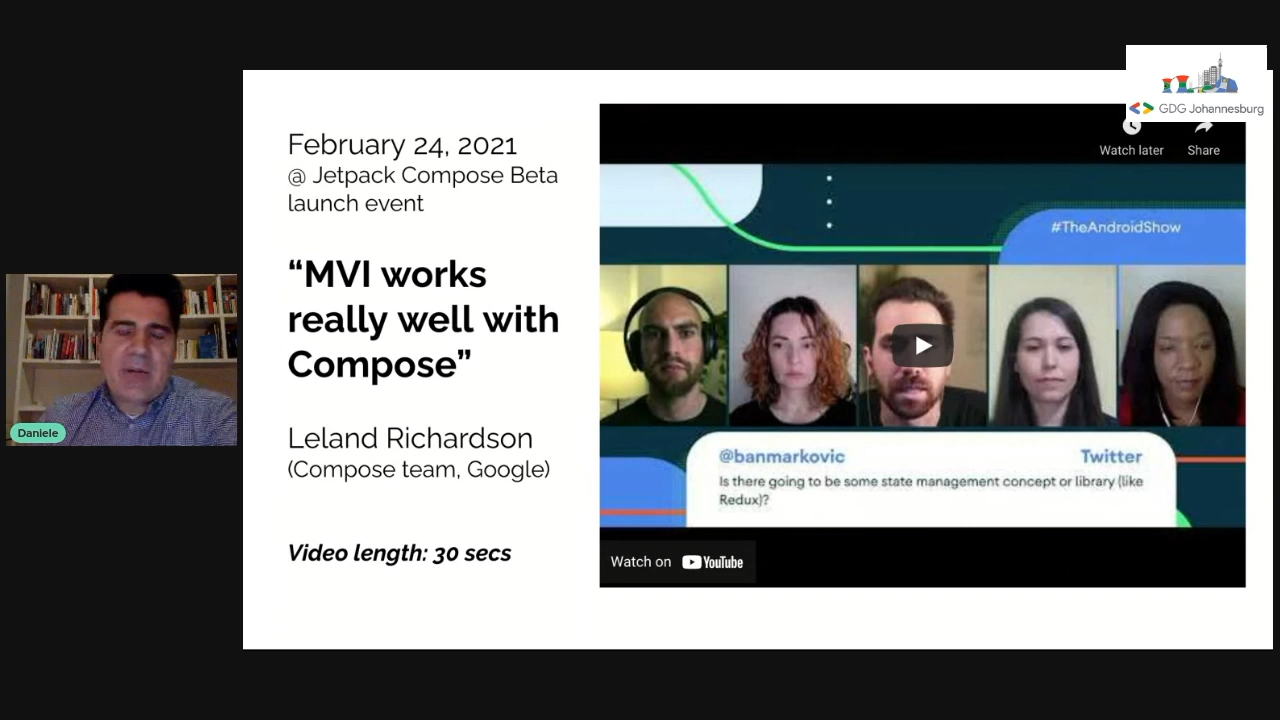 GDG Johannesburg
February 24, 2021
@ Jetpack Compose Beta
launch event
“MVI works
really well with
Compose”
Leland Richardson
(Compose team, Google)
Video length: 30 secs
Watch later
Share
#TheAndroidShow
@banmarkovic
Twitter
Is there going to be some state management concept or library (like
Redux)?
Watch on YouTube
Daniele